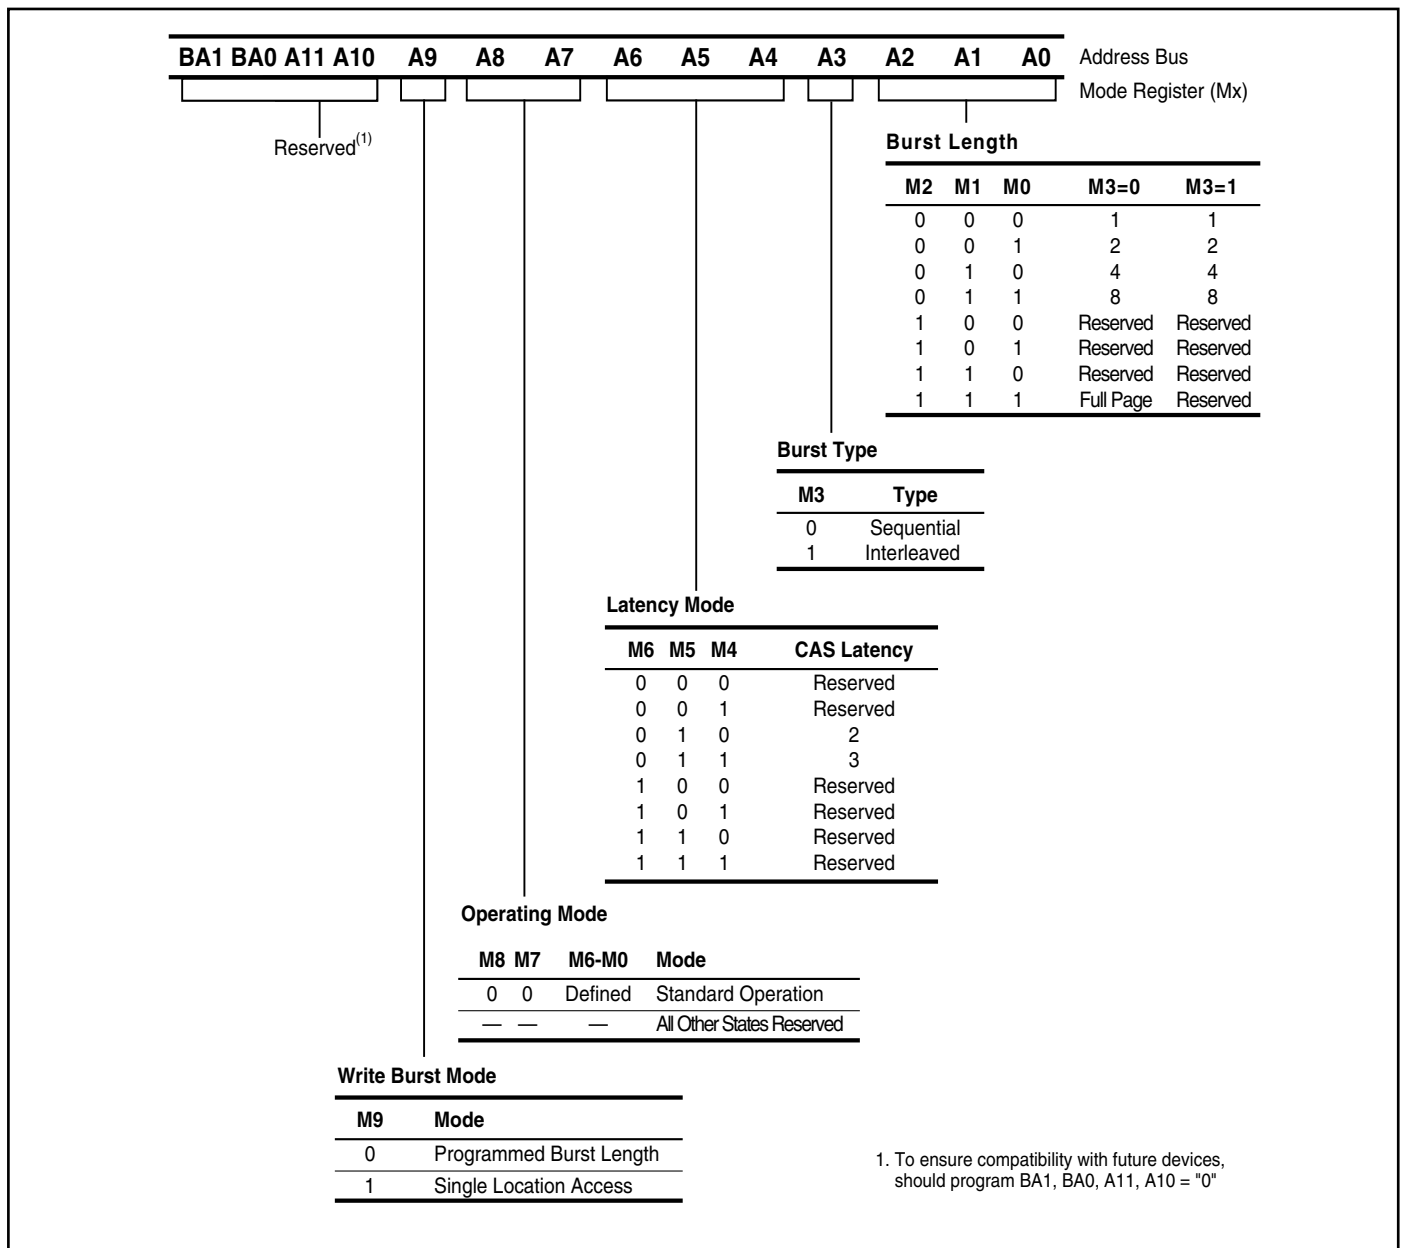 BA1 BA0 A11 A10 A9 A8 A7 A6 A5 A4 A3 A2 A1 A0 Address Bus
Mode Register (Mx)
Reserved(1)
Burst Length
M2 M1 M0 M3=0 M3=1
0 0 0 1 1
0 0 1 2 2
0 1 0 4 4
0 1 1 8 8
1 0 0 Reserved Reserved
1 0 1 Reserved Reserved
1 1 0 Reserved Reserved
1 1 1 Full Page Reserved
Burst Type
M3 Type
0 Sequential
1 Interleaved
Latency Mode
M6 M5 M4 CAS Latency
0 0 0 Reserved
0 0 1 Reserved
0 1 0 2
0 1 1 3
1 0 0 Reserved
1 0 1 Reserved
1 1 0 Reserved
1 1 1 Reserved
Operating Mode
M8 M7 M6-M0 Mode
0 0 Defined Standard Operation
— — — All Other States Reserved
Write Burst Mode
M9 Mode
0 Programmed Burst Length
1 Single Location Access
1. To ensure compatibility with future devices,
should program BA1, BA0, A11, A10 = "0"